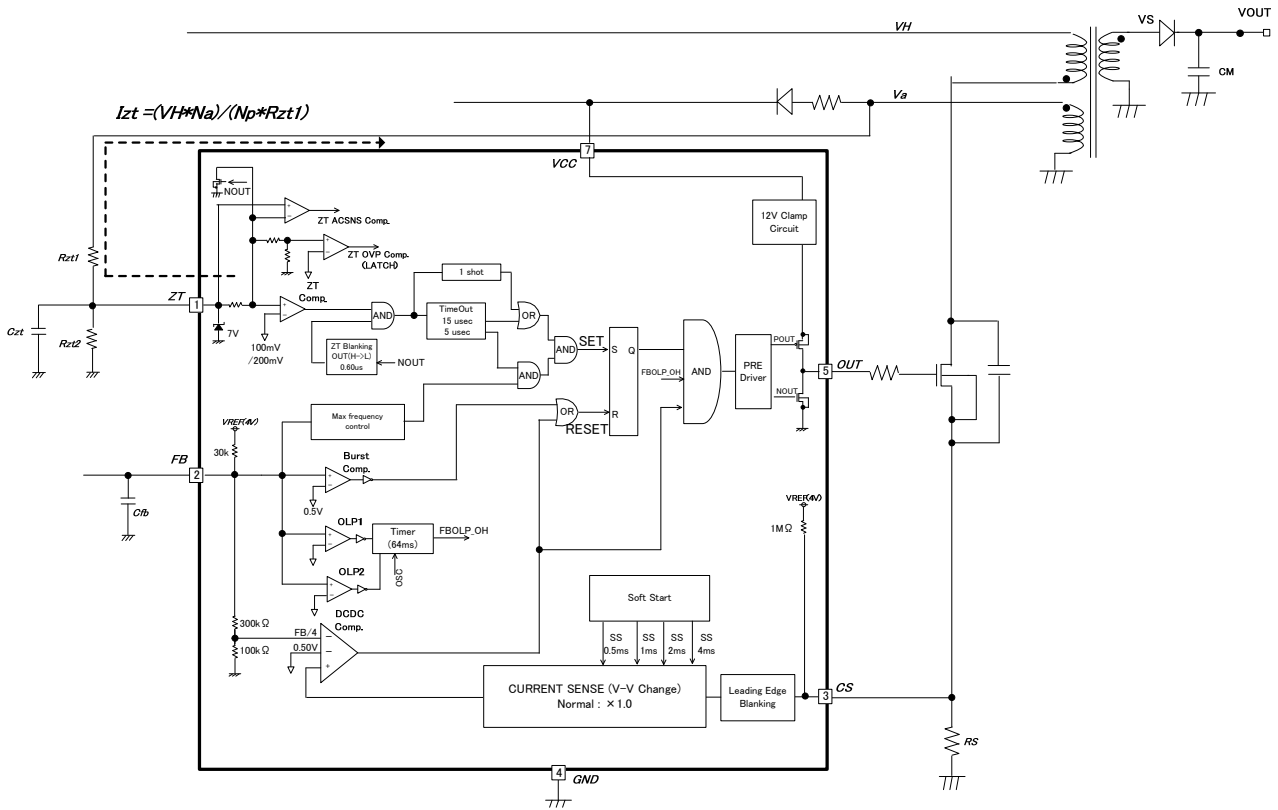 VH
VS
VOUT
CM
Izt =(VH*Na)/(Np*Rzt1)
Va
7
VCC
NOUT
ZT ACSNS Comp.
12V Clamp
Circuit
ZT OVP Comp.
(LATCH)
Rzt1
1 shot
ZT
Comp.
ZT
1
AND
TimeOut
15 usec
5 usec
OR
7V
Czt
Rzt2
100mV
/200mV
ZT Blanking
OUT(H->L)
0.60us
NOUT
AND
SET
S
Q
POUT
OUT
5
FBOLP_OH
AND
PRE
Driver
AND
NOUT
Max frequency
control
OR
R
RESET
VREF(4V)
30k
FB
2
Burst
Comp.
0.5V
Cfb
VREF(4V)
1MΩ
OLP1
Timer
(64ms)
FBOLP_OH
OSC
OLP2
Soft Start
DCDC
Comp.
300kΩ
FB/4
0.50V
100kΩ
SS
0.5ms
SS
1ms
SS
2ms
SS
4ms
CURRENT SENSE (V-V Change)
Normal : ×1.0
Leading Edge
Blanking
3
CS
RS
4
GND